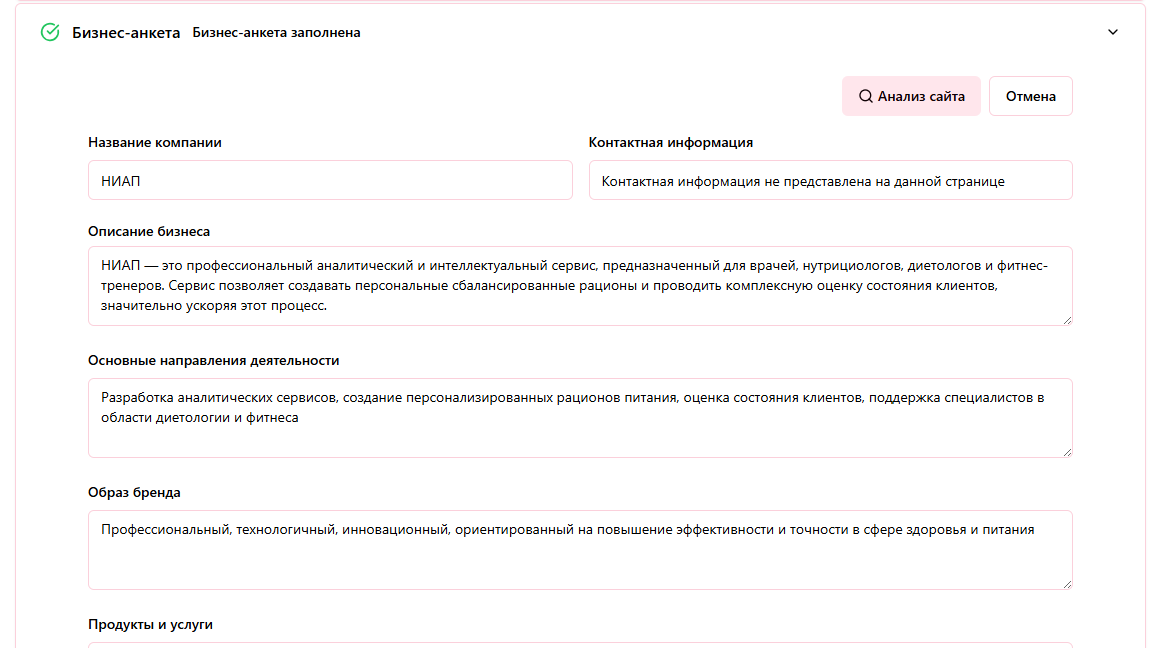 Бизнес-анкета Бизнес-анкета заполнена
Анализ сайта Отмена
Название компании Контактная информация
НИАП Контактная информация не представлена на данной странице
Описание бизнеса
НИАП — это профессиональный аналитический и интеллектуальный сервис, предназначенный для врачей, нутрициологов, диетологов и фитнес-
тренеров. Сервис позволяет создавать персональные сбалансированные рационы и проводить комплексную оценку состояния клиентов,
значительно ускоряя этот процесс.
Основные направления деятельности
Разработка аналитических сервисов, создание персонализированных рационов питания, оценка состояния клиентов, поддержка специалистов в
области диетологии и фитнеса
Образ бренда
Профессиональный, технологичный, инновационный, ориентированный на повышение эффективности и точности в сфере здоровья и питания
Продукты и услуги